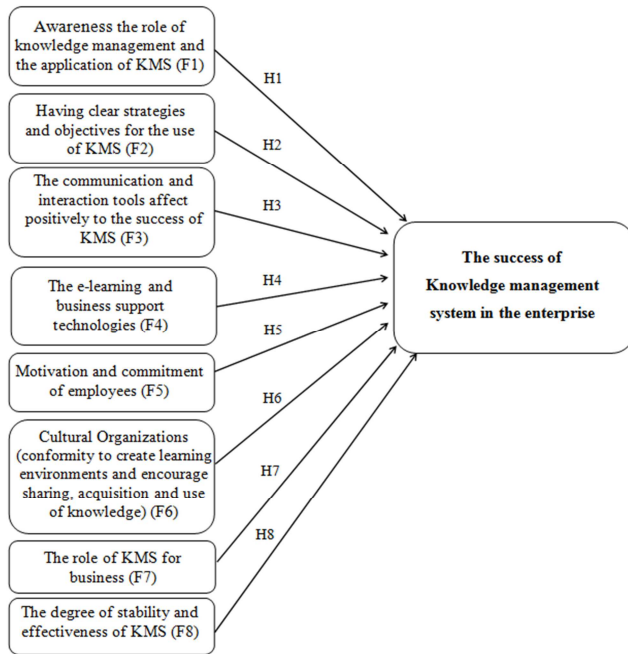 Awareness the role of
knowledge management and
the application of KMS (F1)
H1
Having clear strategies
and objectives for the use
of KMS (F2)
H2
The communication and
interaction tools affect
positively to the success of
KMS (F3)
H3
The success of
Knowledge management
system in the enterprise
The e-learning and
business support
technologies (F4)
H4
H5
Motivation and commitment
of employees (F5)
H6
Cultural Organizations
(conformity to create learning
environments and encourage
sharing, acquisition and use
of knowledge) (F6)
H7
The role of KMS for
business (F7)
H8
The degree of stability and
effectiveness of KMS (F8)